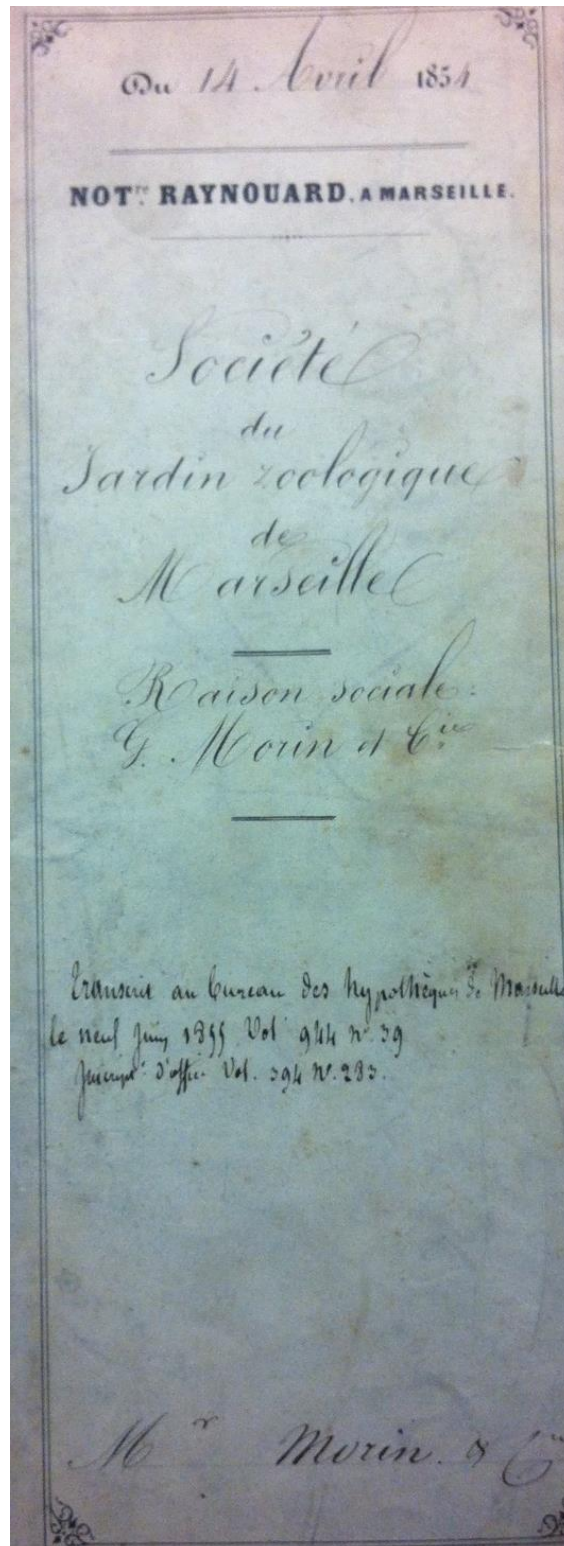 Du 14 Avril 1854
NOTre. RAYNOUARD, A MARSEILLE.
Société
du
Jardin zoologique
de
Marseille
Raison sociale :
G. Morin et Cie
Transcrit au bureau des hypothèques de Marseille
le neuf juin 1855 Vol 944 n°. 39
Inscript° d'office Vol. 394 N°. 283.
Mr Morin. & Cie